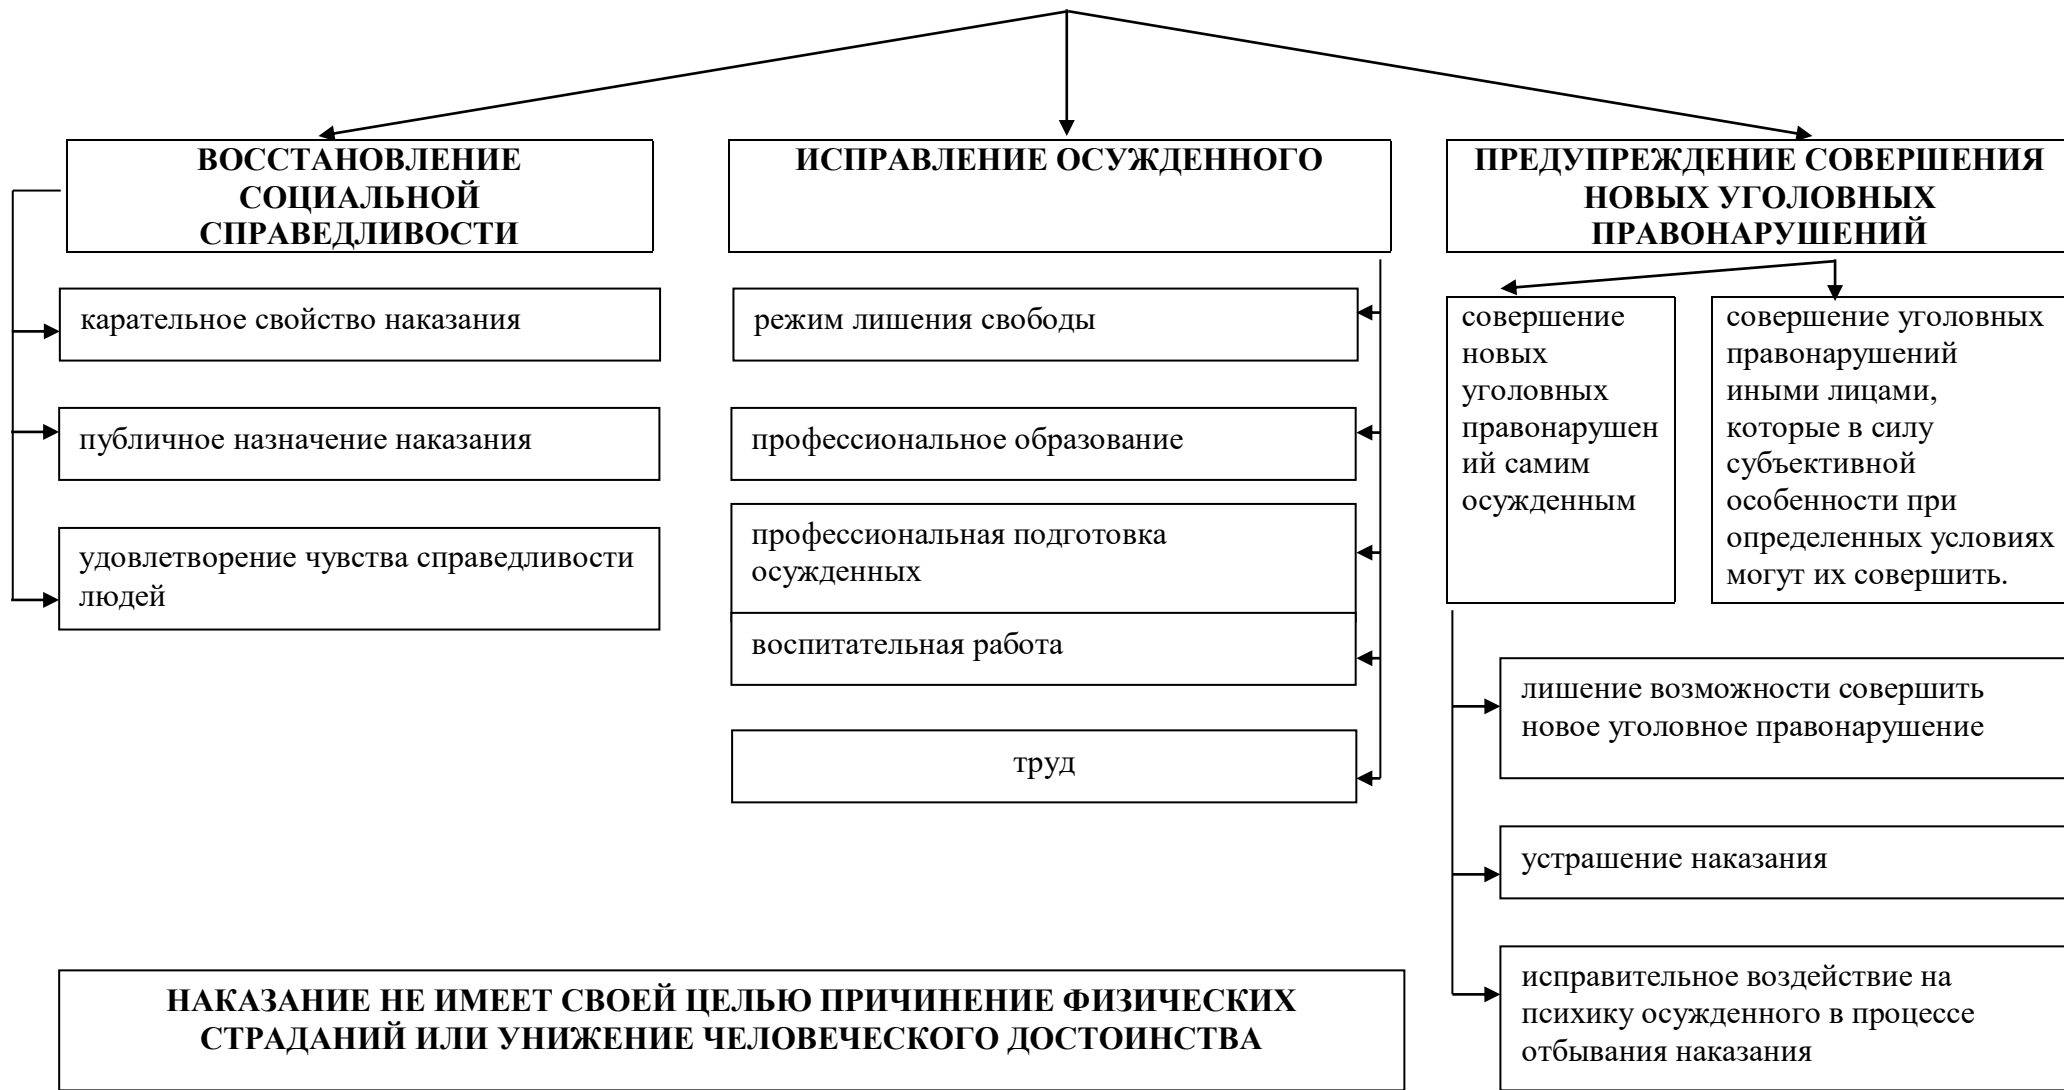 ВОССТАНОВЛЕНИЕ
СОЦИАЛЬНОЙ
СПРАВЕДЛИВОСТИ
карательное свойство наказания
публичное назначение наказания
удовлетворение чувства справедливости
людей
ИСПРАВЛЕНИЕ ОСУЖДЕННОГО
режим лишения свободы
профессиональное образование
профессиональная подготовка
осужденных
воспитательная работа
труд
ПРЕДУПРЕЖДЕНИЕ СОВЕРШЕНИЯ
НОВЫХ УГОЛОВНЫХ
ПРАВОНАРУШЕНИЙ
совершение
новых
уголовных
правонарушен
ий самим
осужденным
совершение уголовных
правонарушений
иными лицами,
которые в силу
субъективной
особенности при
определенных условиях
могут их совершить.
лишение возможности совершить
новое уголовное правонарушение
устрашение наказания
исправительное воздействие на
психику осужденного в процессе
отбывания наказания
НАКАЗАНИЕ НЕ ИМЕЕТ СВОЕЙ ЦЕЛЬЮ ПРИЧИНЕНИЕ ФИЗИЧЕСКИХ
СТРАДАНИЙ ИЛИ УНИЖЕНИЕ ЧЕЛОВЕЧЕСКОГО ДОСТОИНСТВА